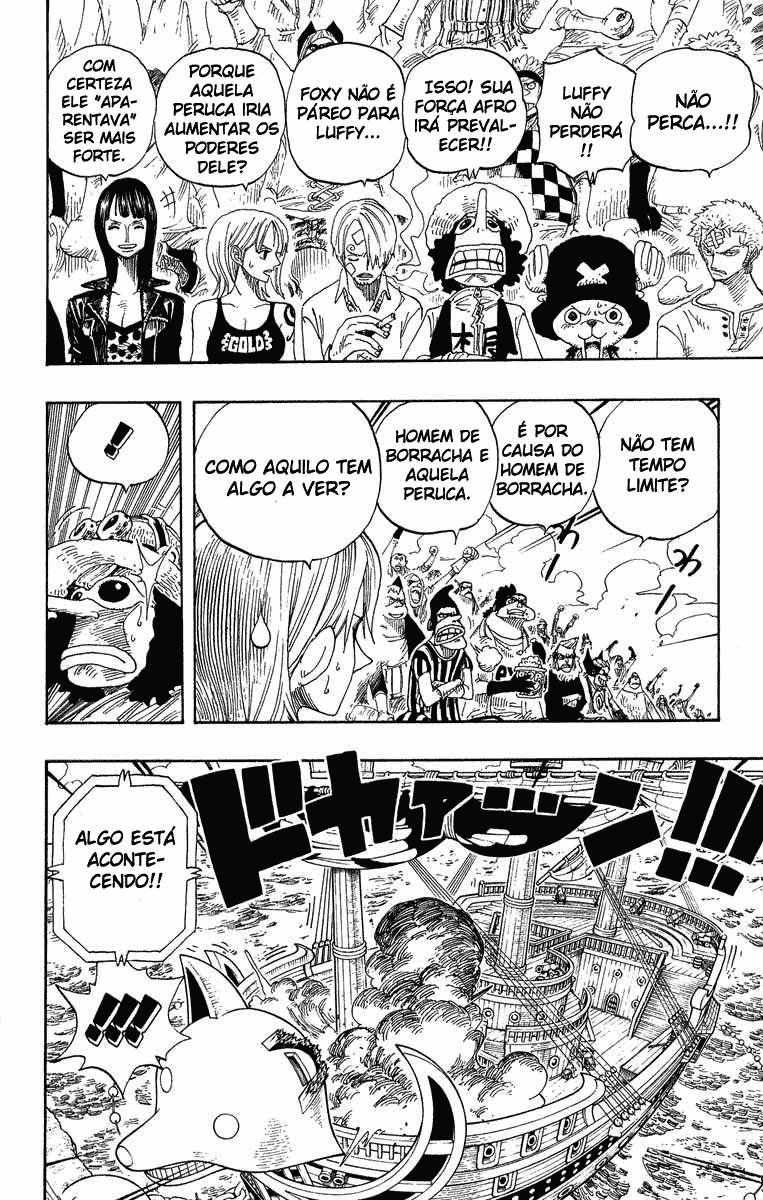 NÃO
PERCA...!!
LUFFY
NÃO
PERDERÁ
!!
ISSO! SUA
FORÇA AFRO
IRÁ PREVAL-
ECER!!
FOXY NÃO É
PÁREO PARA
LUFFY...
PORQUE
AQUELA
PERUCA IRIA
AUMENTAR OS
PODERES
DELE?
COM
CERTEZA
ELE "APA-
RENTAVA"
SER MAIS
FORTE.
GOLD
NÃO TEM
TEMPO
LIMITE?
É POR
CAUSA DO
HOMEM DE
BORRACHA.
HOMEM DE
BORRACHA E
AQUELA
PERUCA.
COMO AQUILO TEM
ALGO A VER?
わ
わ
!
ドカァッン!!!
ALGO ESTÁ
ACONTE-
CENDO!!
!!!